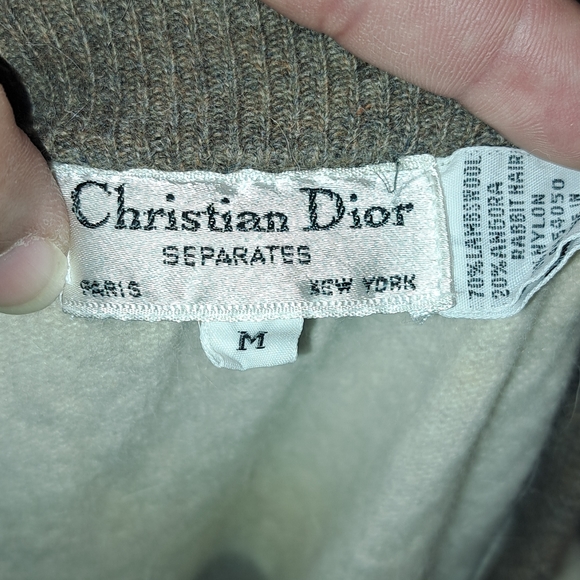 Christian Dior
SEPARATES
PARIS NEW YORK
M
70% LAMBSWOOL
20% ANGORA
RABBIT HAIR
NYLON